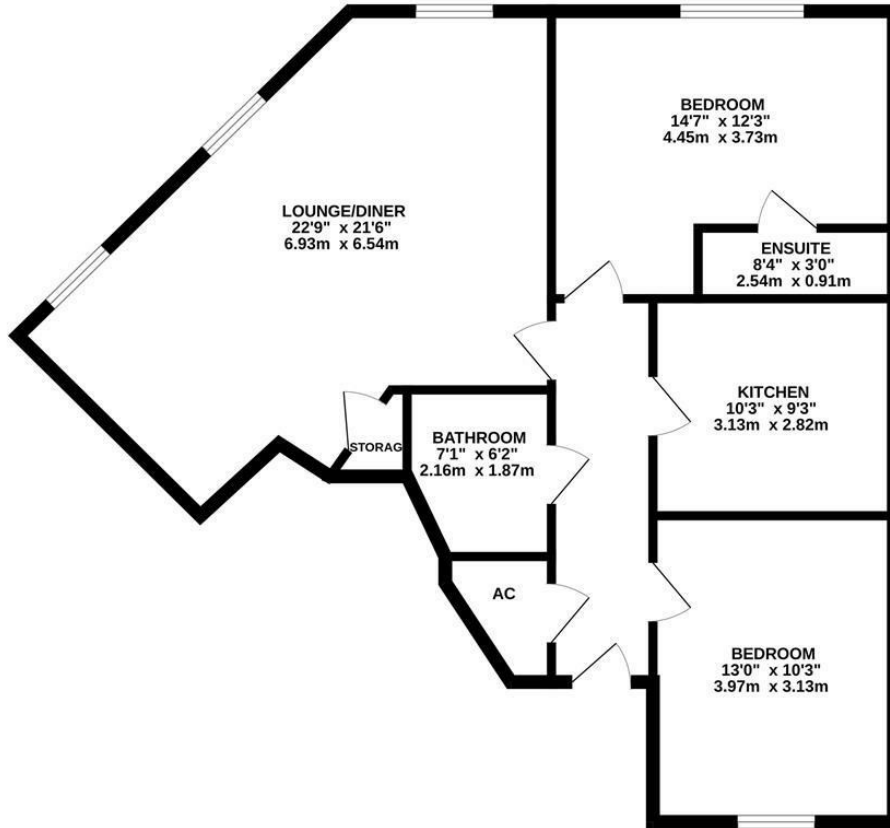 BEDROOM
14'7" x 12'3"
4.45m x 3.73m
LOUNGE/DINER
22'9" x 21'6"
6.93m x 6.54m
ENSUITE
8'4" x 3'0"
2.54m x 0.91m
KITCHEN
10'3" x 9'3"
3.13m x 2.82m
STORAG
BATHROOM
7'1" x 6'2"
2.16m x 1.87m
AC
BEDROOM
13'0" x 10'3"
3.97m x 3.13m